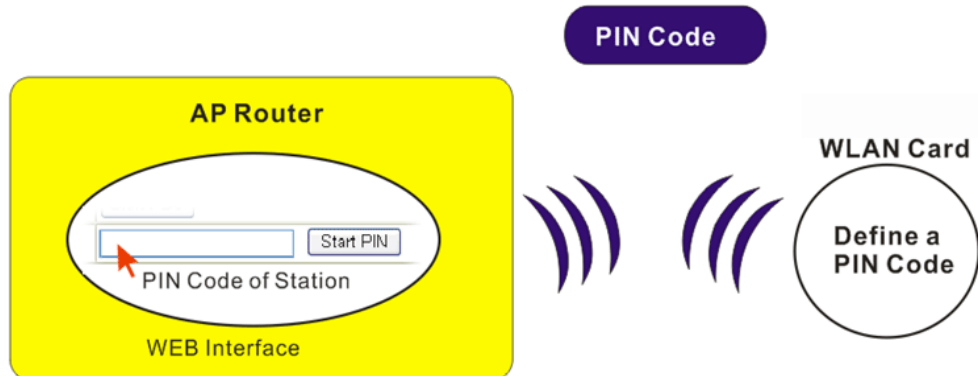 PIN Code
AP Router
Start PIN
PIN Code of Station
WEB Interface
WLAN Card
Define a
PIN Code